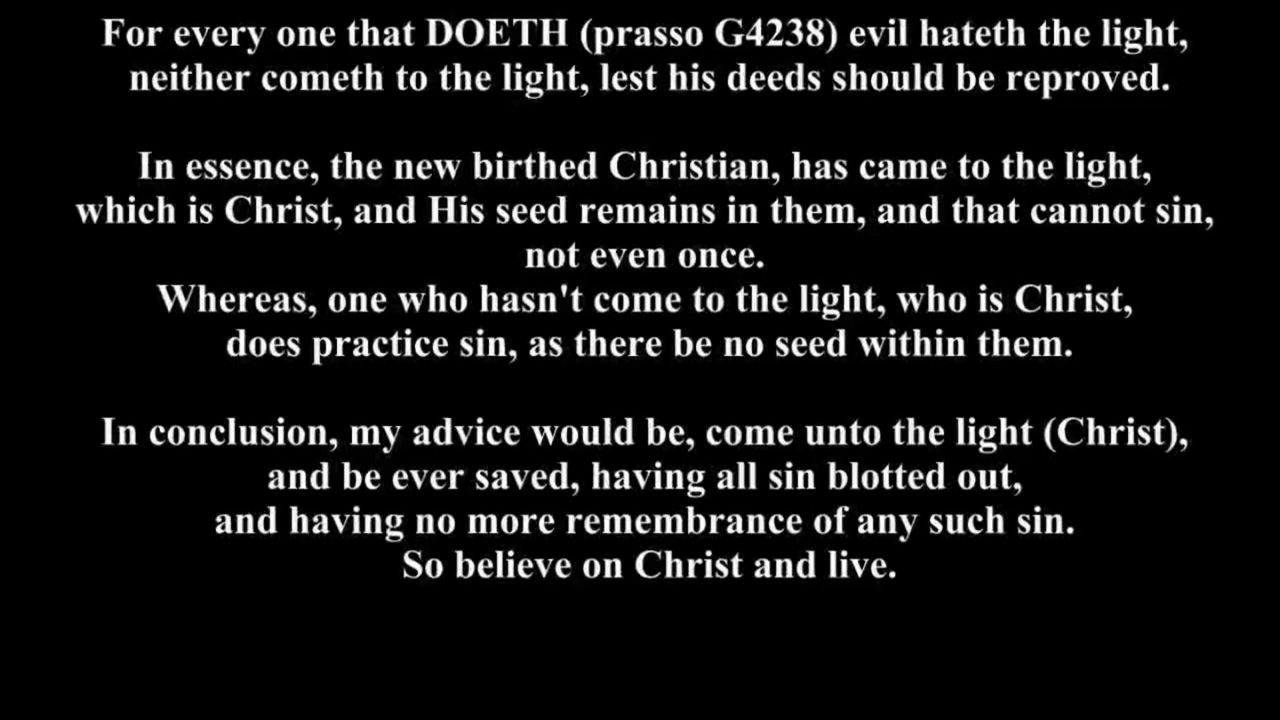 For every one that DOETH (prasso G4238) evil hateth the light,
neither cometh to the light, lest his deeds should be reproved.
In essence, the new birthed Christian, has came to the light,
which is Christ, and His seed remains in them, and that cannot sin,
not even once.
Whereas, one who hasn't come to the light, who is Christ,
does practice sin, as there be no seed within them.
In conclusion, my advice would be, come unto the light (Christ),
and be ever saved, having all sin blotted out,
and having no more remembrance of any such sin.
So believe on Christ and live.